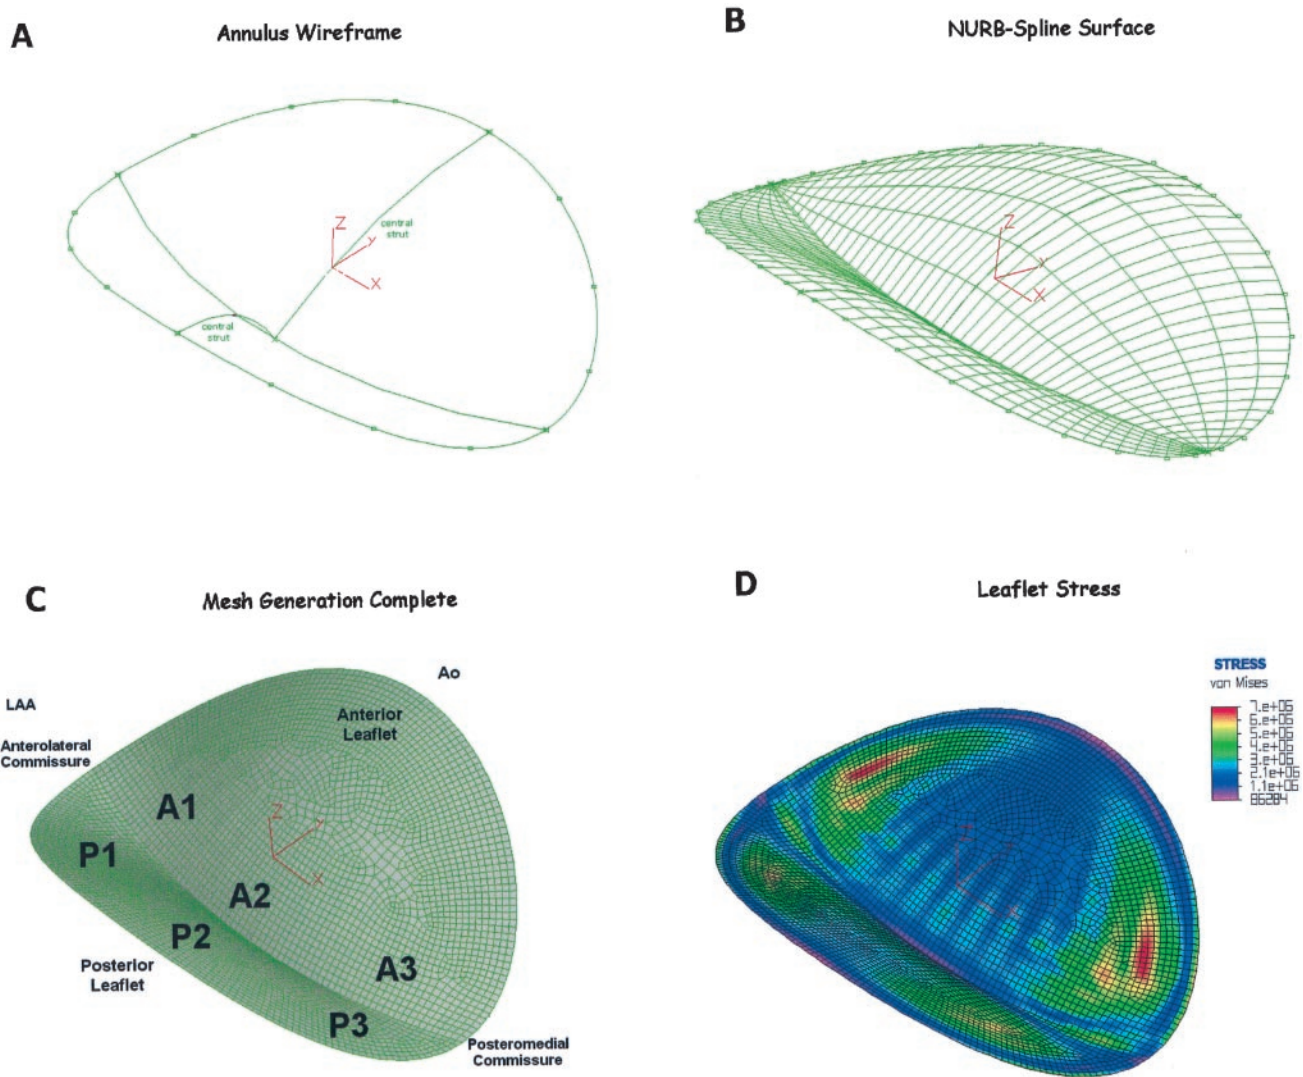 A
Annulus Wireframe
Z
Y
X
central
strut
central
strut
B
NURB-Spline Surface
Z
Y
X
C
Mesh Generation Complete
Ao
LAA
Anterior
Leaflet
Anterolateral
Commissure
A1
Z
Y
X
P1
A2
P2
A3
Posterior
Leaflet
P3
Posteromedial
Commissure
D
Leaflet Stress
STRESS
von Mises
7.e+06
6.e+06
5.e+06
4.e+06
3.e+06
2.1e+06
1.1e+06
86284